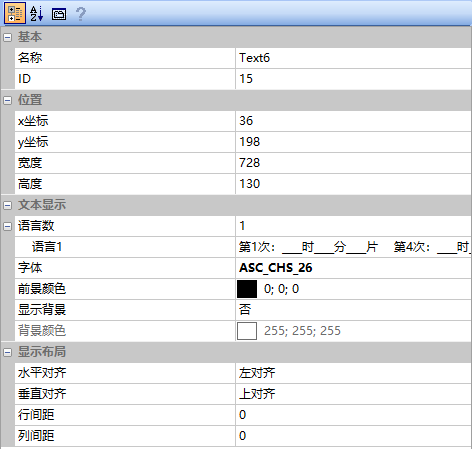 基本
名称 Text6
ID 15
位置
x坐标 36
y坐标 198
宽度 728
高度 130
文本显示
语言数 1
语言1 第1次：___时___分___片 第4次：___时_
字体 ASC_CHS_26
前景颜色 0; 0; 0
显示背景 否
背景颜色 255; 255; 255
显示布局
水平对齐 左对齐
垂直对齐 上对齐
行间距 0
列间距 0